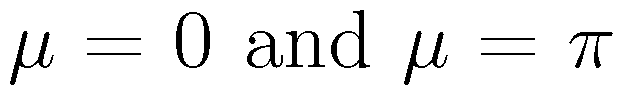 μ = 0 and μ = π